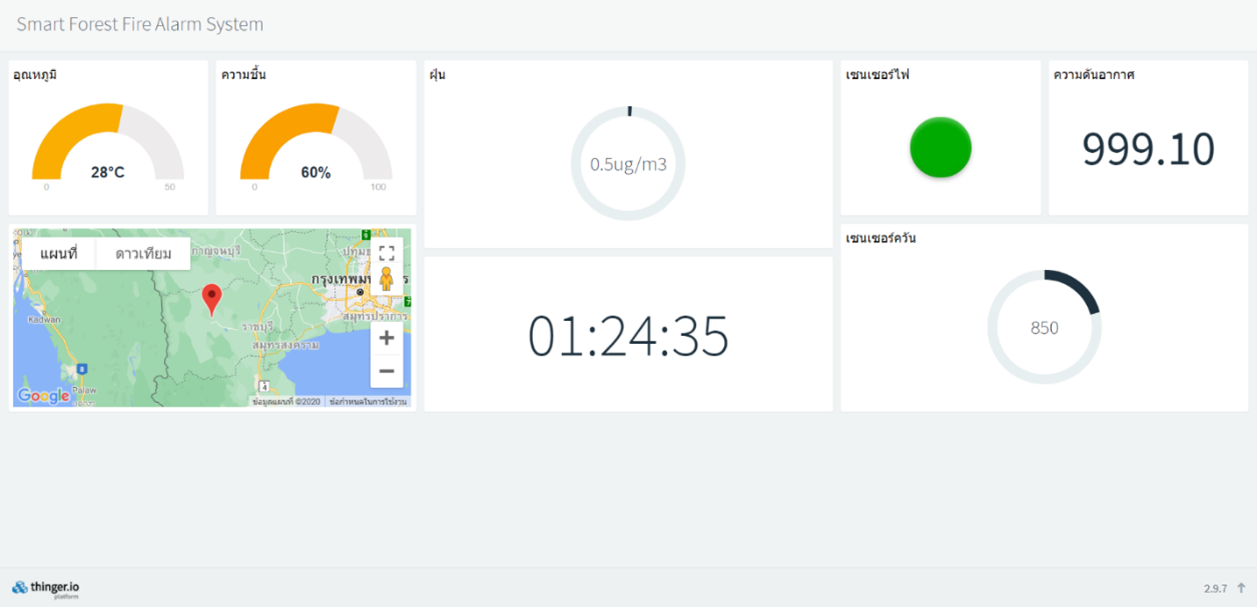 Smart Forest Fire Alarm System
อุณหภูมิ
28°C
0
50
ความชื้น
60%
0
100
ฝุ่น
0.5ug/m3
เซนเซอร์ไฟ
ความดันอากาศ
999.10
แผนที่
ดาวเทียม
กาญจนบุรี
ปทุมธ
กรุงเทพม
Kadwan
ราชบุรี
สมุทรปราการ
สมุทรสงคราม
8
Palaw
4
Google
ข้อมูลแผนที่ ©2020
ข้อกำหนดในการใช้งาน
01:24:35
เซนเซอร์ควัน
850
thinger.io
platform
2.9.7